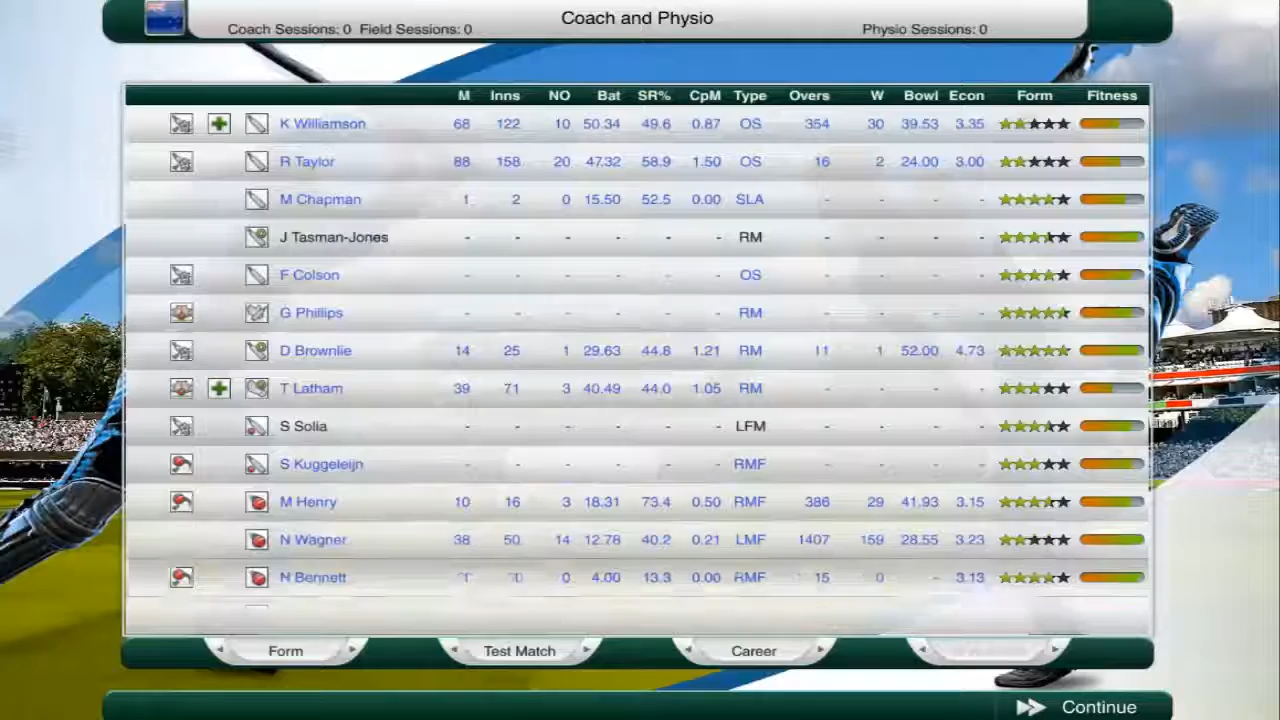 Coach and Physio
Coach Sessions: 0 Field Sessions: 0 Physio Sessions: 0
M Inns NO Bat SR% CpM Type Overs W Bowl Econ Form Fitness
K Williamson 68 122 10 50.34 49.6 0.87 OS 354 30 39.53 3.35
R Taylor 88 158 20 47.32 58.9 1.50 OS 16 2 24.00 3.00
M Chapman 1 2 0 15.50 52.5 0.00 SLA - - - -
J Tasman-Jones - - - - - - RM - - - -
F Colson - - - - - - OS - - - -
G Phillips - - - - - - RM - - - -
D Brownlie 14 25 1 29.63 44.8 1.21 RM 11 1 52.00 4.73
T Latham 39 71 3 40.49 44.0 1.05 RM - - - -
S Solia - - - - - - LFM - - - -
S Kuggeleijn - - - - - - RMF - - - -
M Henry 10 16 3 18.31 73.4 0.50 RMF 386 29 41.93 3.15
N Wagner 38 50 14 12.78 40.2 0.21 LMF 1407 159 28.55 3.23
N Bennett 0 4.00 13.3 0.00 RMF 15 0 - 3.13
Form Test Match Career
Continue